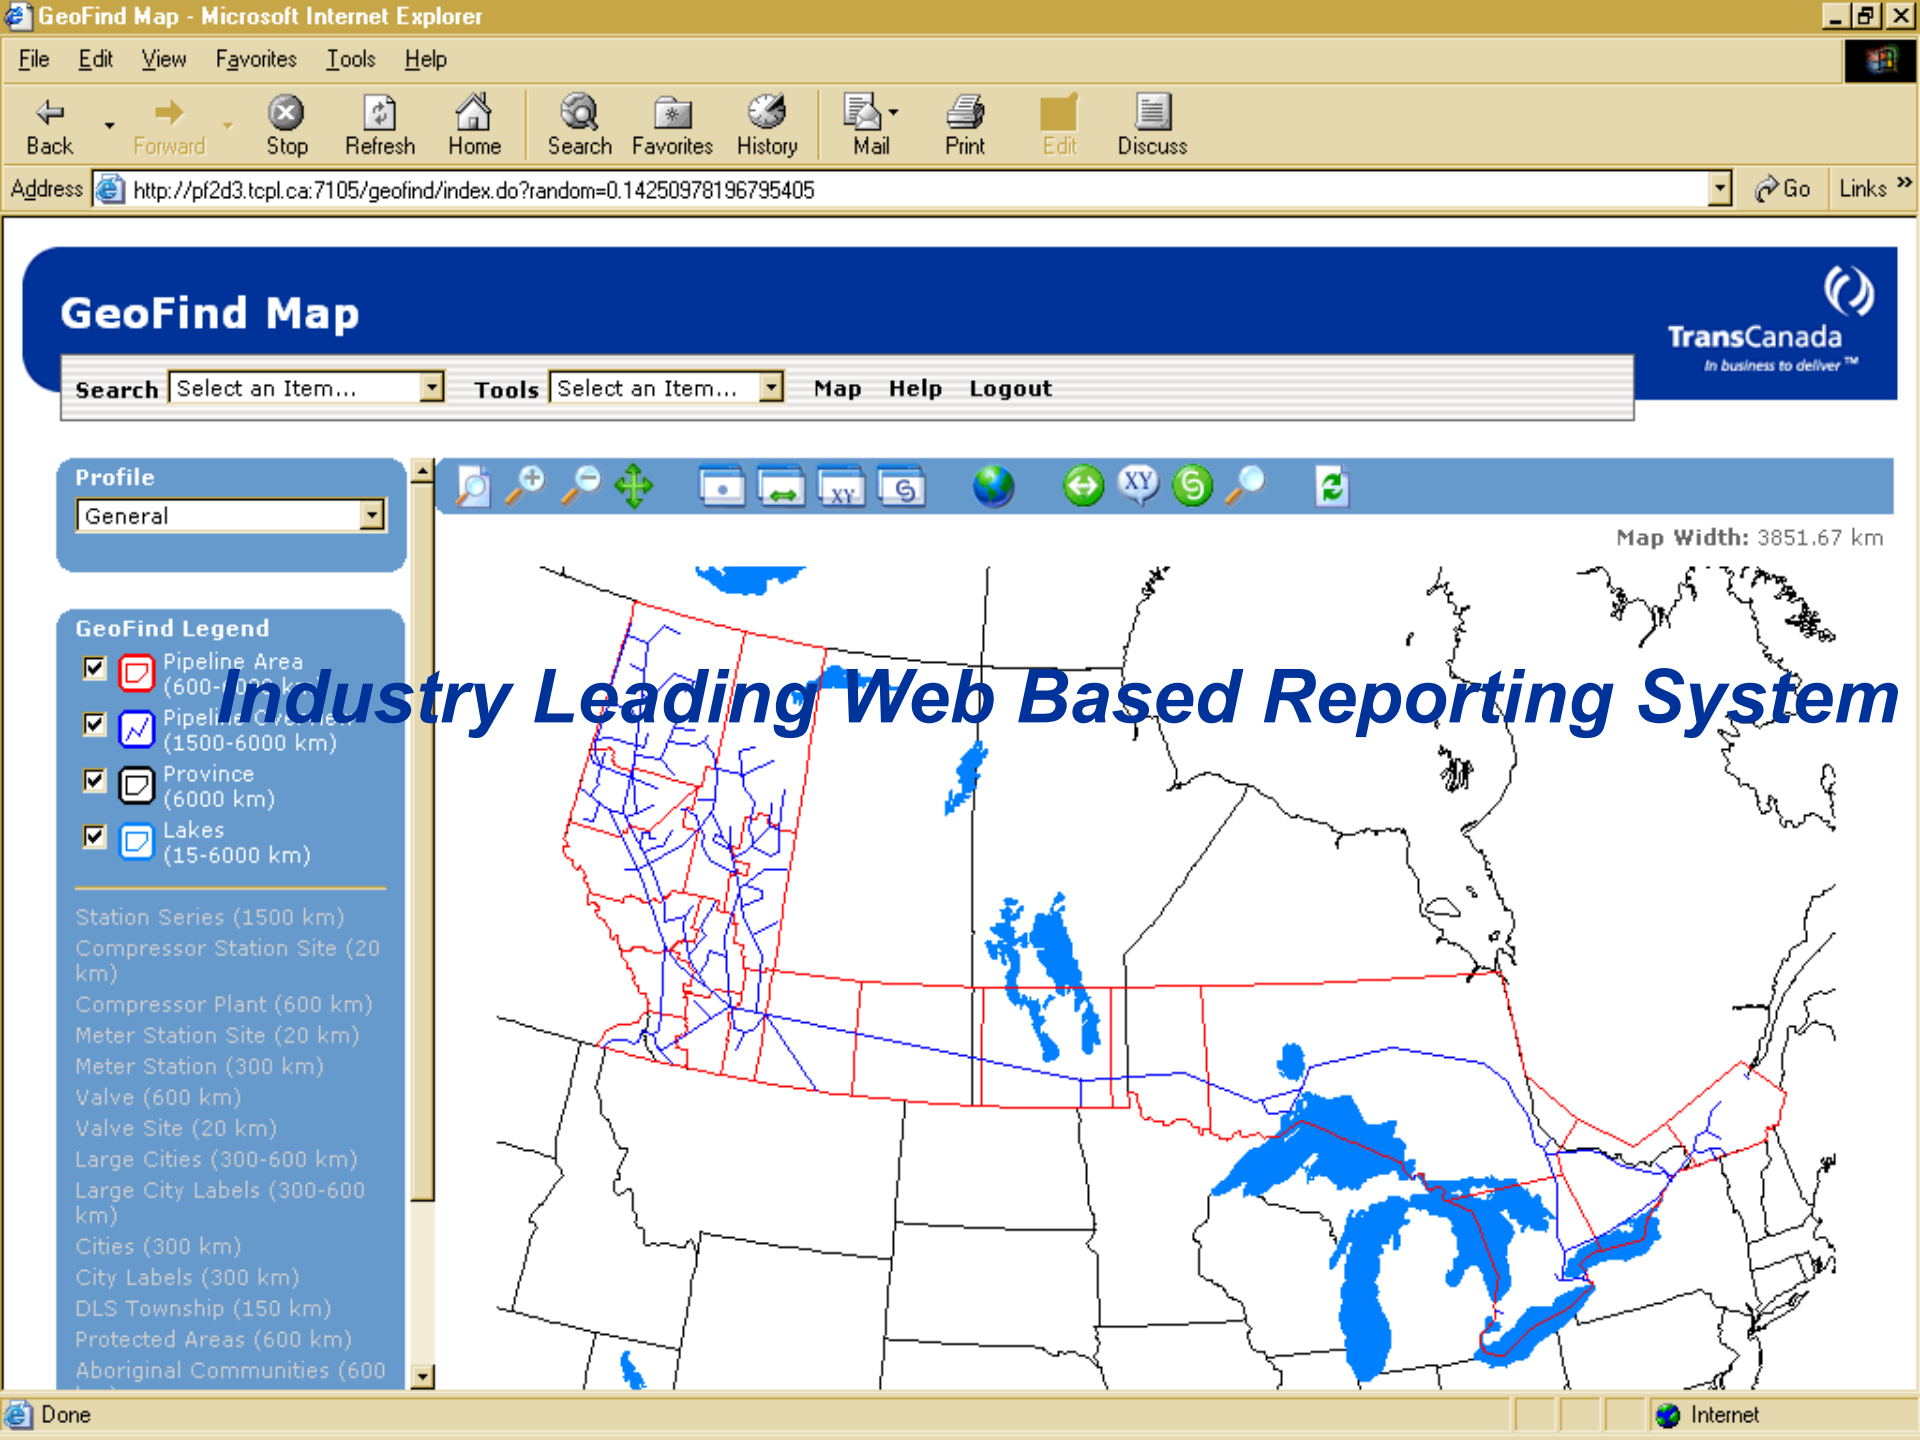 GeoFind Map - Microsoft Internet Explorer
File Edit View Favorites Tools Help
Back Forward Stop Refresh Home Search Favorites History Mail Print Edit Discuss
Address http://pf2d3.tcpl.ca:7105/geofind/index.do?random=0.14250978196795405 Go Links »
GeoFind Map
TransCanada
In business to deliver™
Search Select an Item... Tools Select an Item... Map Help Logout
Profile
General
XY
XY
Map Width: 3851.67 km
GeoFind Legend
Pipeline Area
(600-
Industry Leading Web Based Reporting System
Pipeline
(1500-6000 km)
Province
(6000 km)
Lakes
(15-6000 km)
Station Series (1500 km)
Compressor Station Site (20
km)
Compressor Plant (600 km)
Meter Station Site (20 km)
Meter Station (300 km)
Valve (600 km)
Valve Site (20 km)
Large Cities (300-600 km)
Large City Labels (300-600
km)
Cities (300 km)
City Labels (300 km)
DLS Township (150 km)
Protected Areas (600 km)
Aboriginal Communities (600
Done
Internet